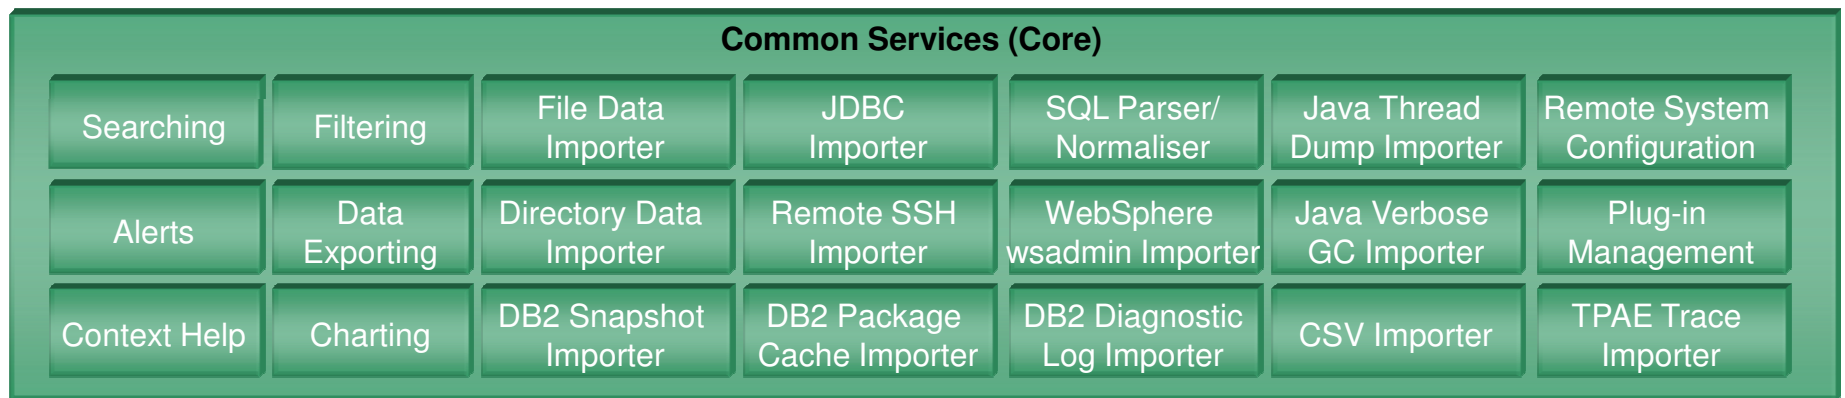 Common Services (Core)
Searching
Filtering
File Data
Importer
JDBC
Importer
SQL Parser/
Normaliser
Java Thread
Dump Importer
Remote System
Configuration
Alerts
Data
Exporting
Directory Data
Importer
Remote SSH
Importer
WebSphere
wsadmin Importer
Java Verbose
GC Importer
Plug-in
Management
Context Help
Charting
DB2 Snapshot
Importer
DB2 Package
Cache Importer
DB2 Diagnostic
Log Importer
CSV Importer
TPAE Trace
Importer